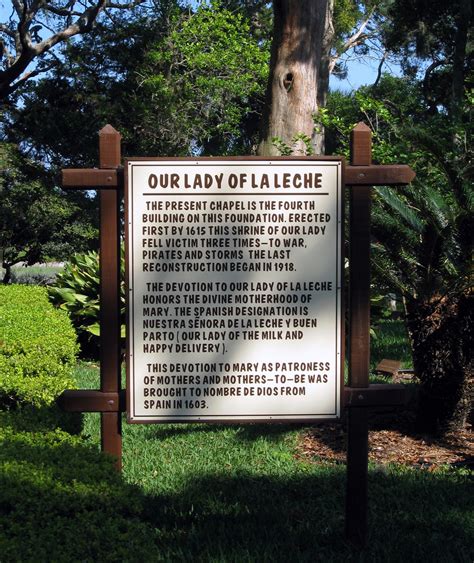 OUR LADY OF LA LECHE
THE PRESENT CHAPEL IS THE FOURTH
BUILDING ON THIS FOUNDATION. ERECTED
FIRST BY 1615 THIS SHRINE OF OUR LADY
FELL VICTIM THREE TIMES—TO WAR,
PIRATES AND STORMS THE LAST
RECONSTRUCTION BEGAN IN 1918.
THE DEVOTION TO OUR LADY OF LA LECHE
HONORS THE DIVINE MOTHERHOOD OF
MARY. THE SPANISH DESIGNATION IS
NUESTRA SEÑORA DE LA LECHE Y BUEN
PARTO ( OUR LADY OF THE MILK AND
HAPPY DELIVERY ).
THIS DEVOTION TO MARY AS PATRONESS
OF MOTHERS AND MOTHERS—TO—BE WAS
BROUGHT TO NOMBRE DE DIOS FROM
SPAIN IN 1603.